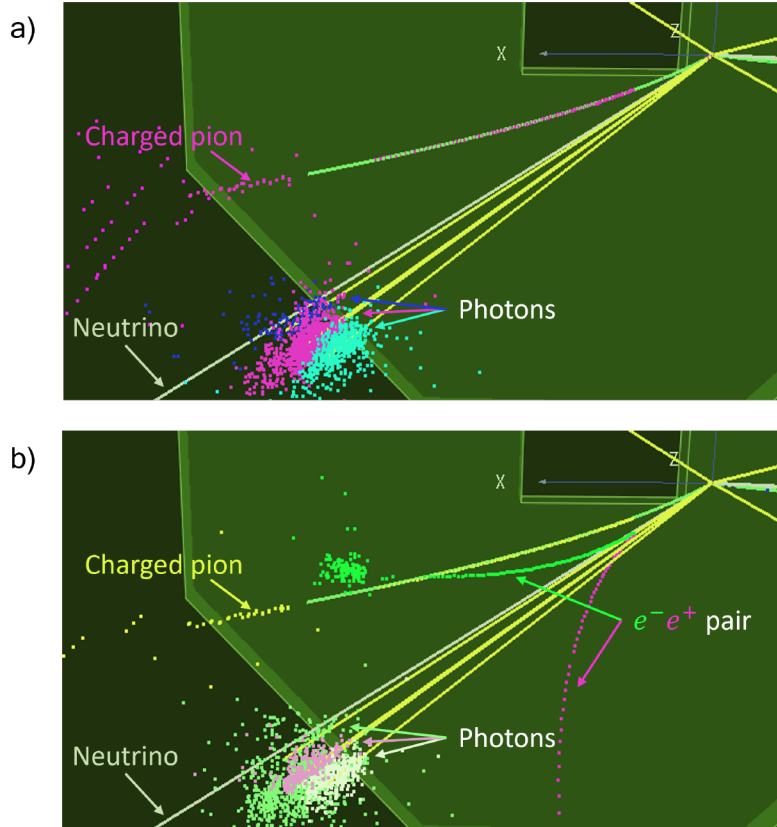 a)
Z
X
Charged pion
Photons
Neutrino
b)
Z
X
Charged pion
e⁻ e⁺ pair
Photons
Neutrino